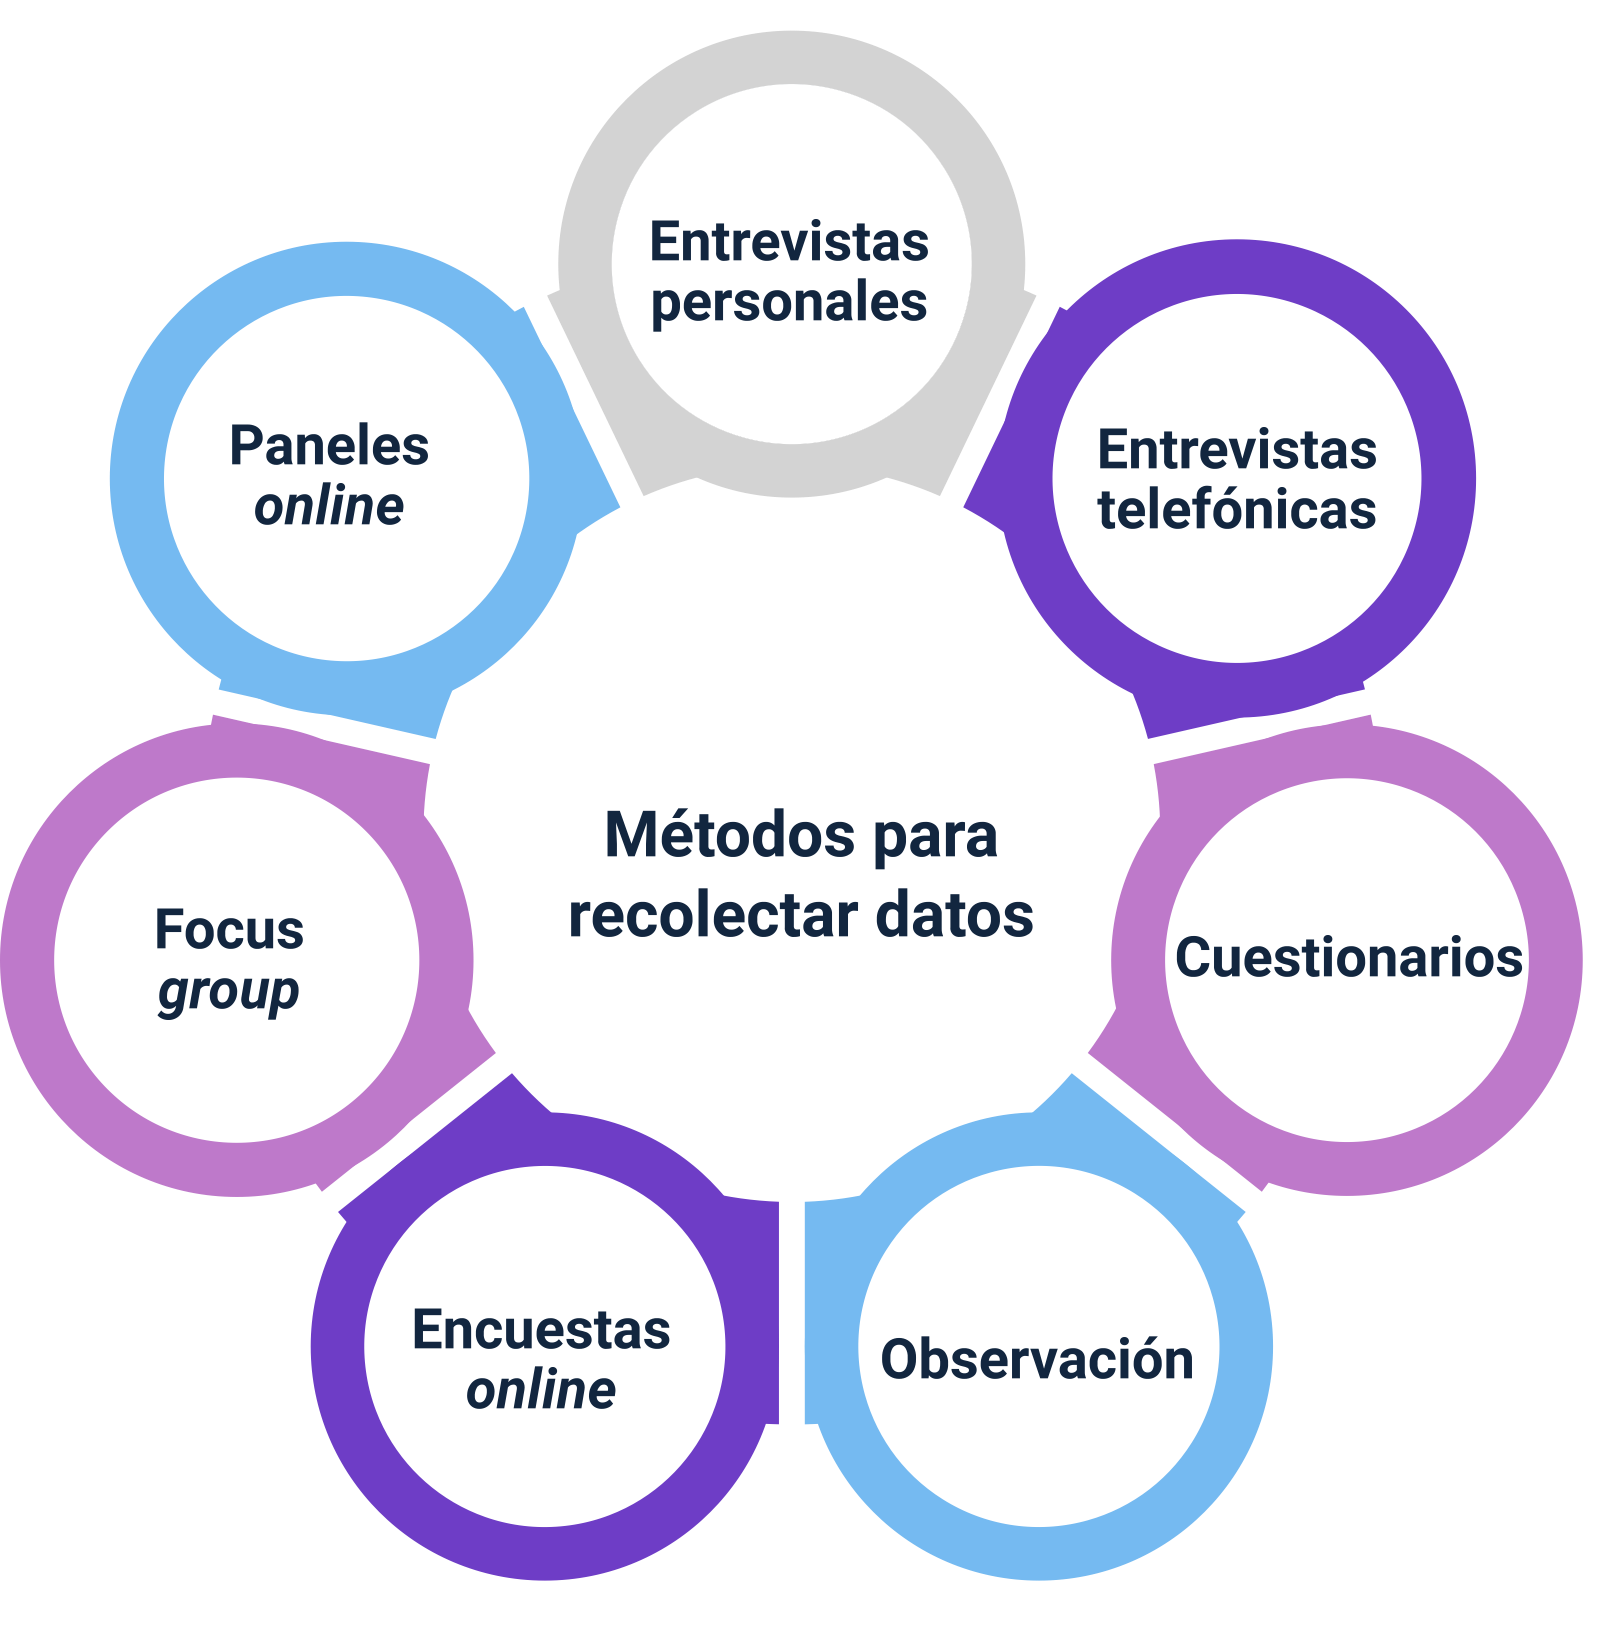 Entrevistas
personales
Entrevistas
telefónicas
Cuestionarios
Observación
Encuestas
online
Focus
group
Paneles
online
Métodos para
recolectar datos